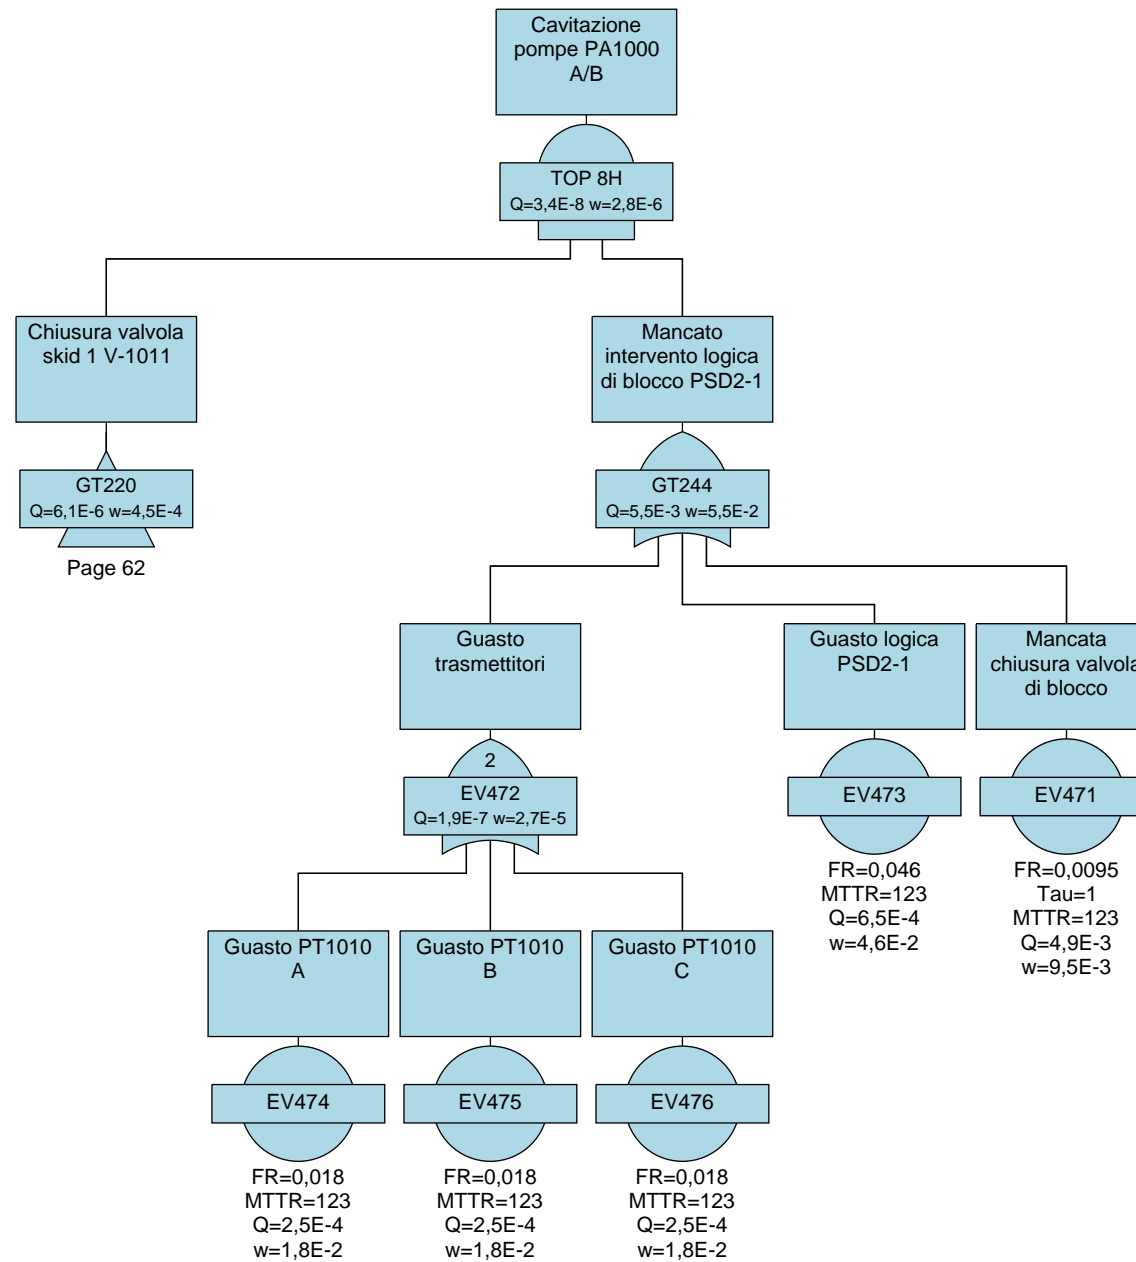 Cavitazione
pompe PA1000
A/B
TOP 8H
Q=3,4E-8 w=2,8E-6
Chiusura valvola
skid 1 V-1011
GT220
Q=6,1E-6 w=4,5E-4
Page 62
Mancato
intervento logica
di blocco PSD2-1
GT244
Q=5,5E-3 w=5,5E-2
Guasto
trasmettitori
2
EV472
Q=1,9E-7 w=2,7E-5
Guasto logica
PSD2-1
EV473
FR=0,046
MTTR=123
Q=6,5E-4
w=4,6E-2
Mancata
chiusura valvola
di blocco
EV471
FR=0,0095
Tau=1
MTTR=123
Q=4,9E-3
w=9,5E-3
Guasto PT1010
A
EV474
FR=0,018
MTTR=123
Q=2,5E-4
w=1,8E-2
Guasto PT1010
B
EV475
FR=0,018
MTTR=123
Q=2,5E-4
w=1,8E-2
Guasto PT1010
C
EV476
FR=0,018
MTTR=123
Q=2,5E-4
w=1,8E-2